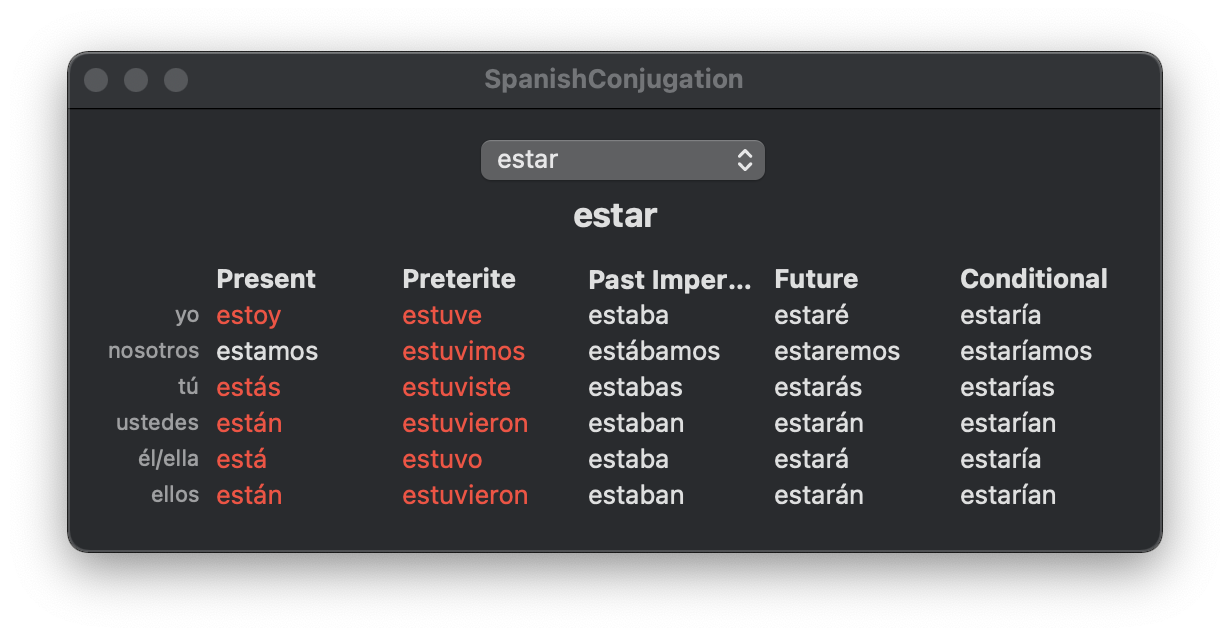 SpanishConjugation
estar
estar
Present Preterite Past Imper... Future Conditional
yo estoy estuve estaba estaré estaría
nosotros estamos estuvimos estábamos estaremos estaríamos
tú estás estuviste estabas estarás estarías
ustedes están estuvieron estaban estarán estarían
él/ella está estuvo estaba estará estaría
ellos están estuvieron estaban estarán estarían